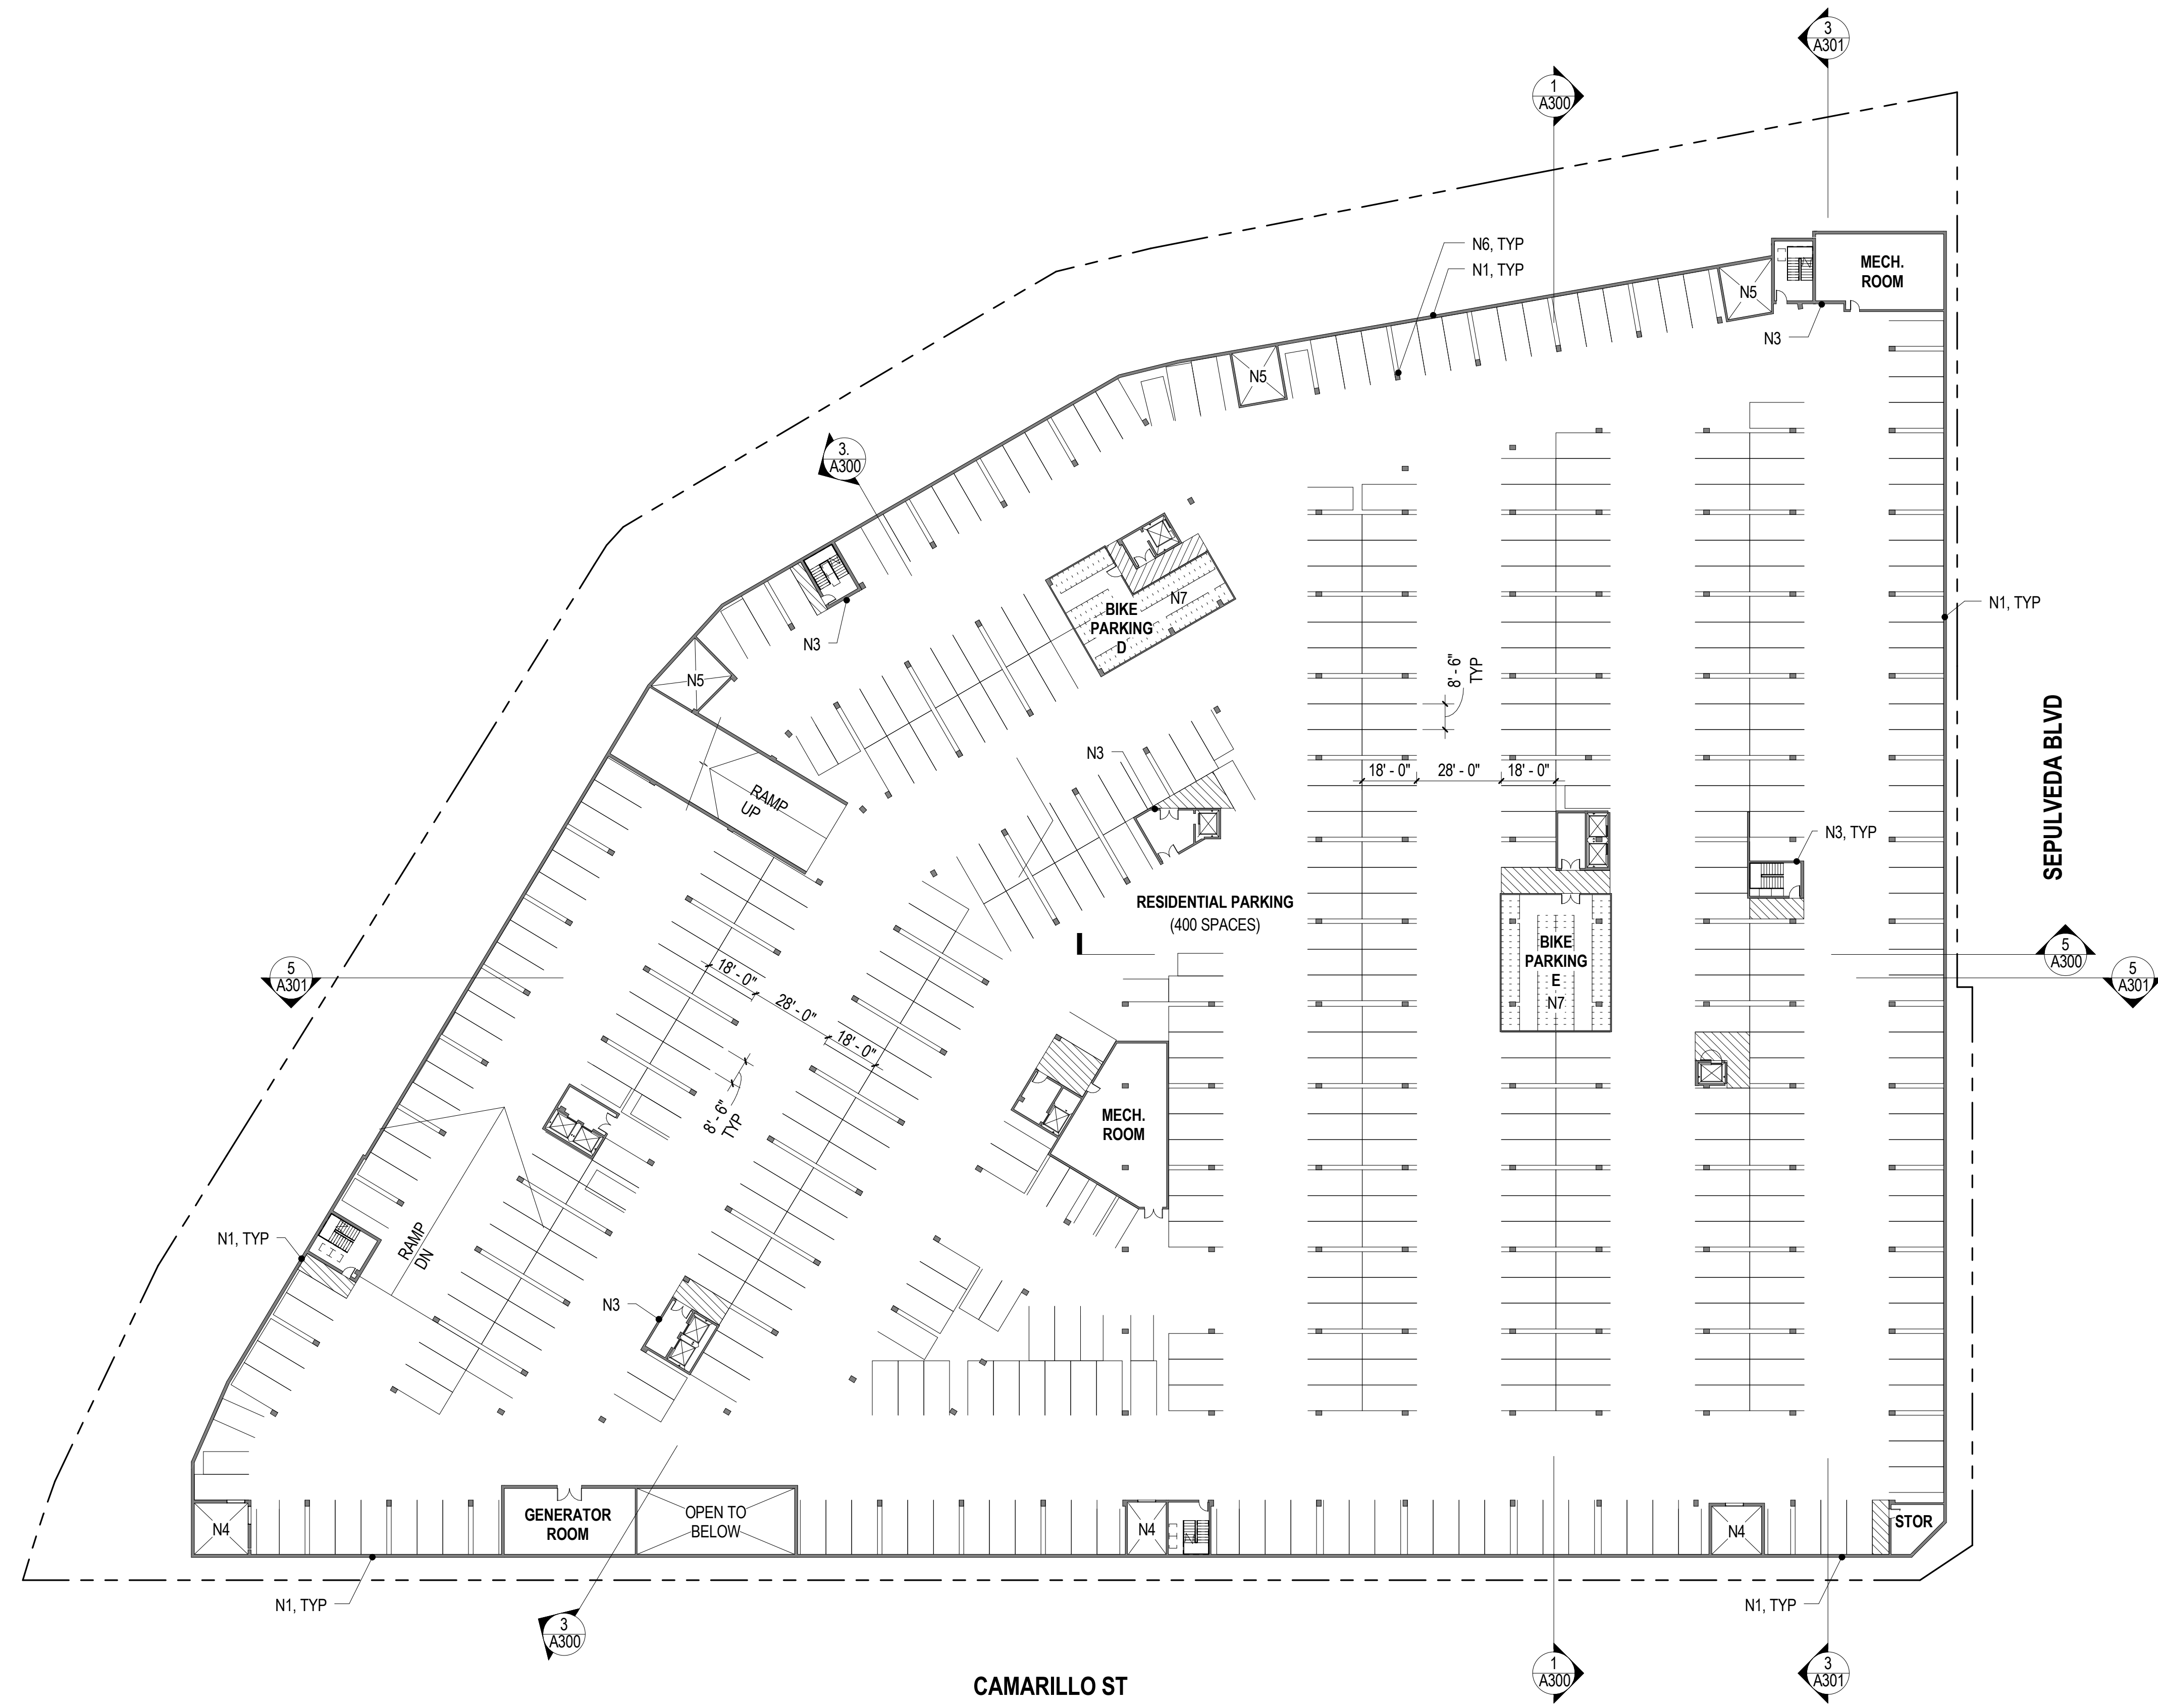 3
A301
1
A300
N6, TYP
N1, TYP
MECH.
ROOM
N5
N3
N5
3.
A300
N7
BIKE
PARKING
D
N1, TYP
N3
8' - 6"
TYP
N5
SEPULVEDA BLVD
N3
18' - 0"
28' - 0"
18' - 0"
RAMP
UP
N3, TYP
RESIDENTIAL PARKING
(400 SPACES)
BIKE
PARKING
E
N7
5
A300
5
A301
5
A301
18' - 0"
28' - 0"
18' - 0"
8' - 6"
TYP
MECH.
ROOM
N1, TYP
RAMP
DN
N3
N4
GENERATOR
ROOM
OPEN TO
BELOW
N4
N4
STOR
N1, TYP
N1, TYP
3
A300
1
A300
3
A301
CAMARILLO ST